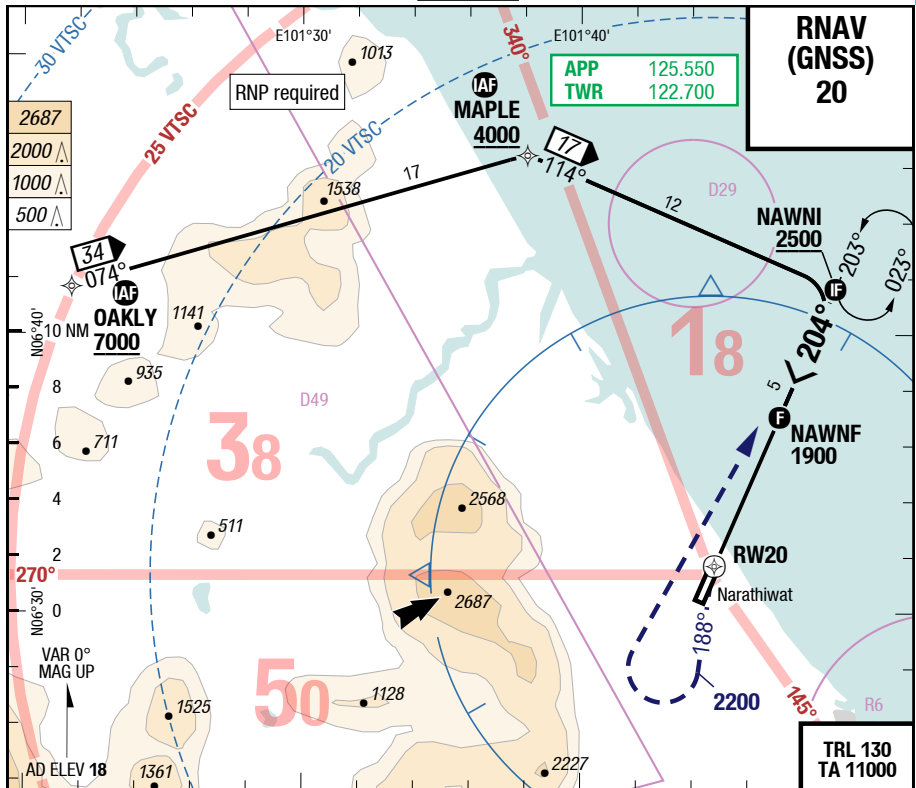 RNAV
(GNSS)
20
E101°30'
E101°40'
30 VTSC
25 VTSC
20 VTSC
1013
340°
RNP required
APP 125.550
TWR 122.700
IAF
MAPLE
4000
2687
2000
1000
500
17
114°
17
12
D29
NAWNI
2500
1538
34
074°
IAF
OAKLY
7000
IF
203°
023°
204°
1141
N06°40'
10 NM
18
935
8
D49
5
F
NAWNF
1900
711
6
38
2568
4
511
2
RW20
270°
2687
Narathiwat
N06°30'
0
188°
VAR 0°
MAG UP
50
1128
2200
145°
R6
1525
AD ELEV 18
1361
2227
TRL 130
TA 11000